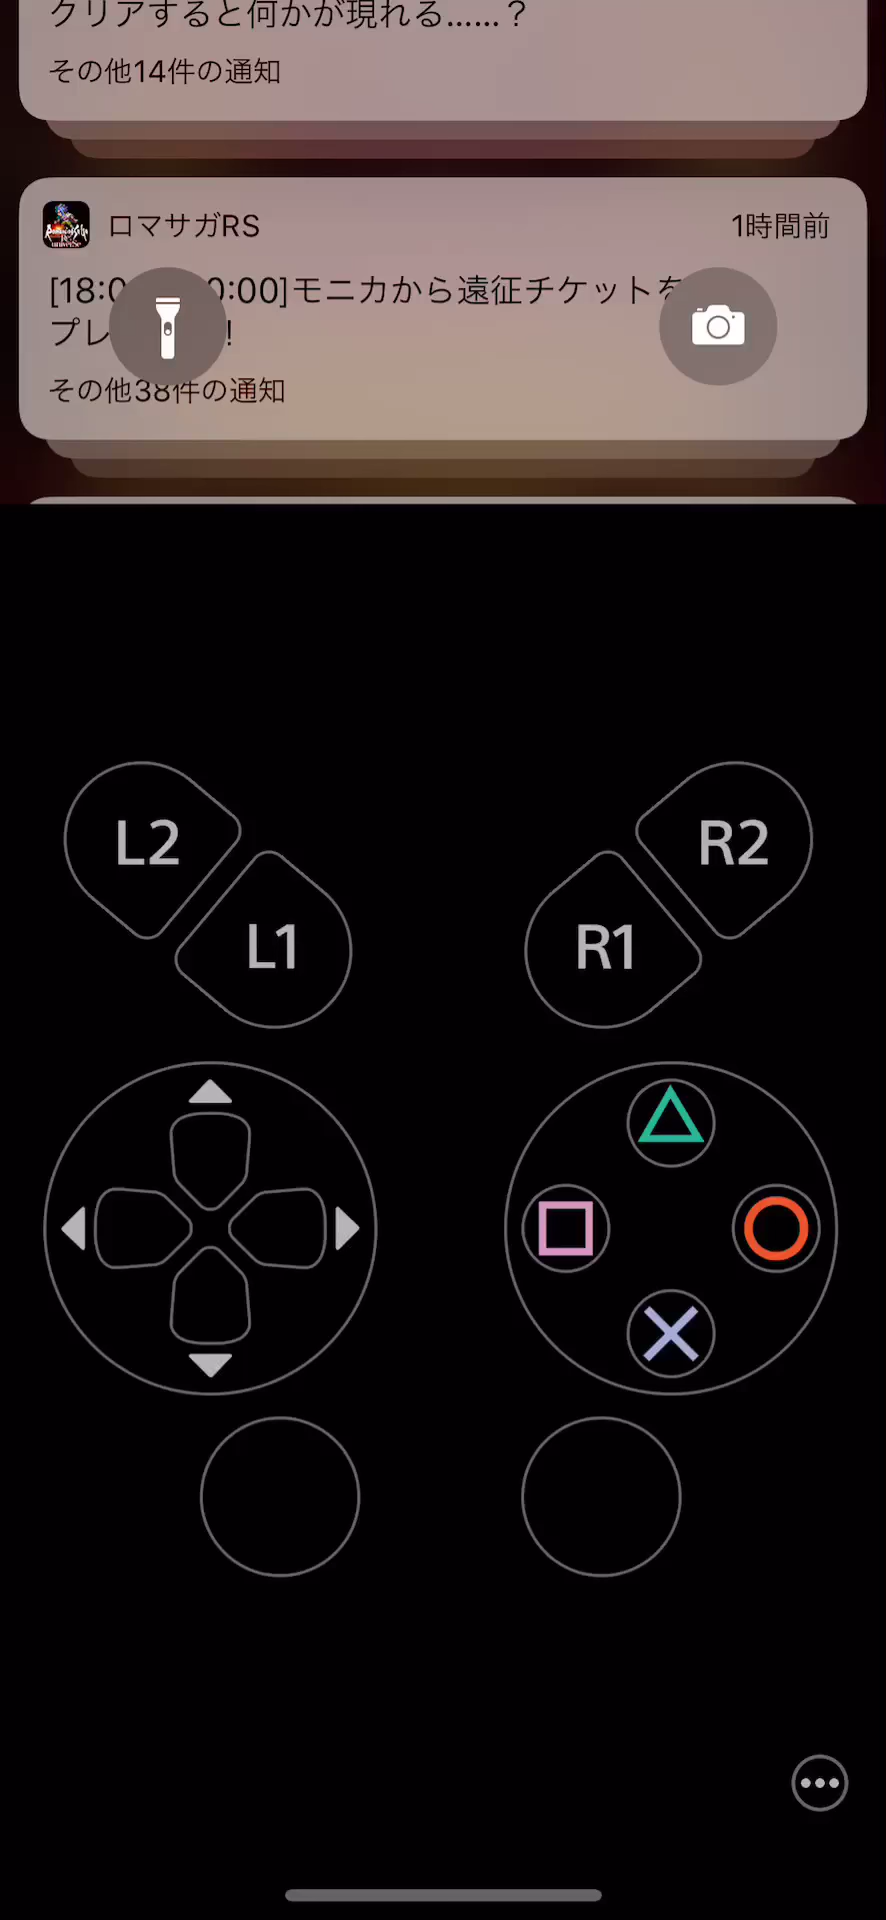 クリアすると何かが現れる……？
その他14件の通知
ロマサガRS
1時間前
[18:0 0:00]モニカから遠征チケットを
プレ !
その他38件の通知
L2
R2
L1
R1